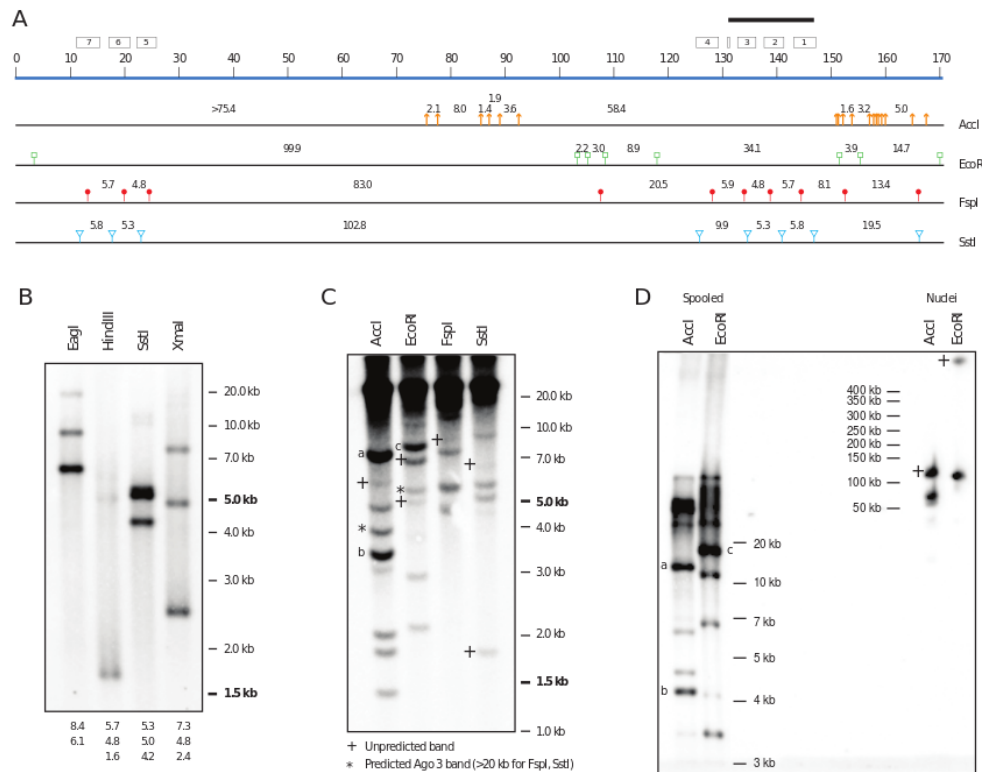 A
7 6 5 4 3 2 1
0 10 20 30 40 50 60 70 80 90 100 110 120 130 140 150 160 170
>75.4 2.1 8.0 1.4 1.9 3.6 58.4 1.6 3.2 5.0 AccI
99.9 2.2 3.0 8.9 34.1 3.9 14.7 EcoRI
5.7 4.8 83.0 20.5 5.9 4.8 5.7 8.1 13.4 FspI
5.8 5.3 102.8 9.9 5.3 5.8 19.5 SstI
B
EagI HindIII SstI XmaI
20.0 kb
10.0 kb
7.0 kb
5.0 kb
4.0 kb
3.0 kb
2.0 kb
1.5 kb
8.4 5.7 5.3 7.3
6.1 4.8 5.0 4.8
1.6 4.2 2.4
C
AccI EcoRI FspI SstI
20.0 kb
10.0 kb
7.0 kb
5.0 kb
4.0 kb
3.0 kb
2.0 kb
1.5 kb
1.0 kb
a
c
+
+
+
+
*
+
*
b
+
+ Unpredicted band
* Predicted Ago 3 band (>20 kb for FspI, SstI)
D
Spooled Nuclei
AccI EcoRI AccI EcoRI
+
400 kb
350 kb
300 kb
250 kb
200 kb
150 kb
+
100 kb
50 kb
20 kb
c
a
10 kb
7 kb
5 kb
b
4 kb
3 kb